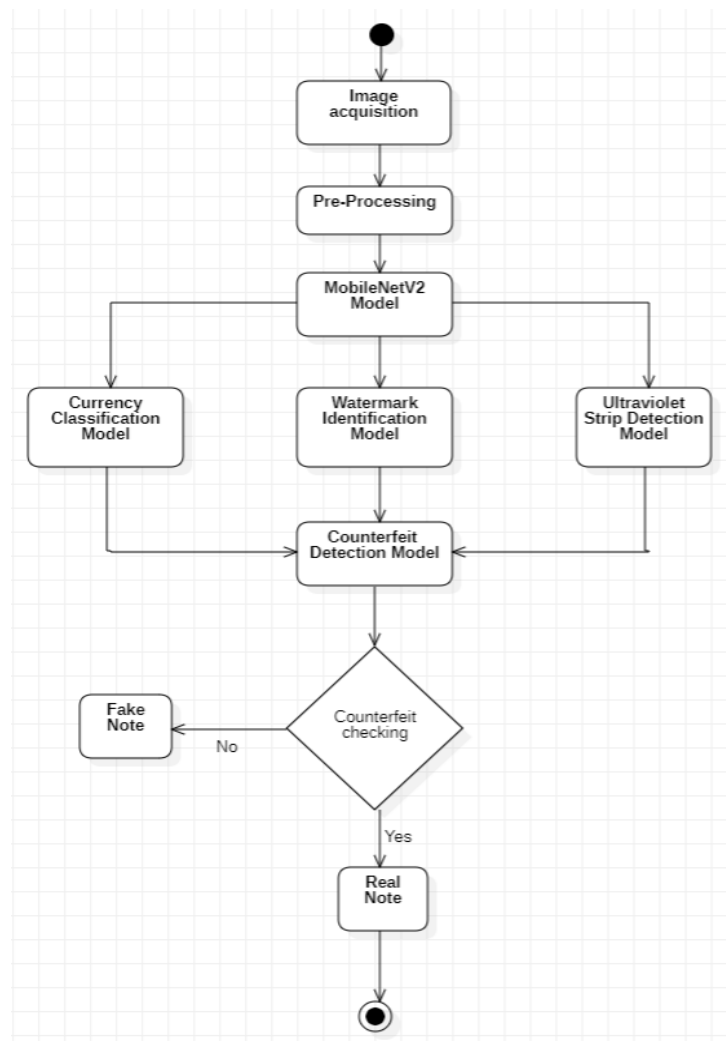 Image
acquisition
Pre-Processing
MobileNetV2
Model
Currency
Classification
Model
Watermark
Identification
Model
Ultraviolet
Strip Detection
Model
Counterfeit
Detection Model
Counterfeit
checking
Fake
Note
No
Yes
Real
Note